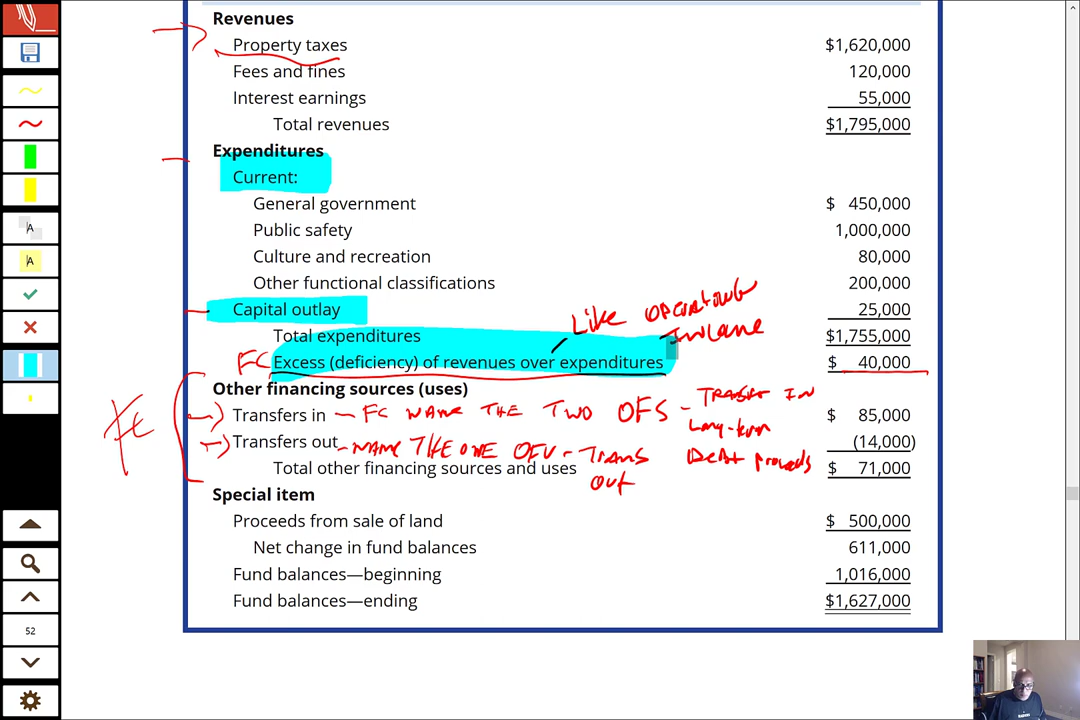 Revenues
Property taxes $1,620,000
Fees and fines 120,000
Interest earnings 55,000
Total revenues $1,795,000
Expenditures
Current:
General government $ 450,000
Public safety 1,000,000
Culture and recreation 80,000
Other functional classifications 200,000
Like OPERATING
Capital outlay 25,000
INCOME
Total expenditures $1,755,000
FC Excess (deficiency) of revenues over expenditures $ 40,000
Other financing sources (uses)
FC
Transfers in - FC NAME THE TWO OFS - TRANSFER IN $ 85,000
Long-term
Transfers out - NAME THE ONE OFU - TRANS Debt proceeds (14,000)
Total other financing sources and uses $ 71,000
OUT
Special item
Proceeds from sale of land $ 500,000
Net change in fund balances 611,000
Fund balances—beginning 1,016,000
Fund balances—ending $1,627,000
A
A
52